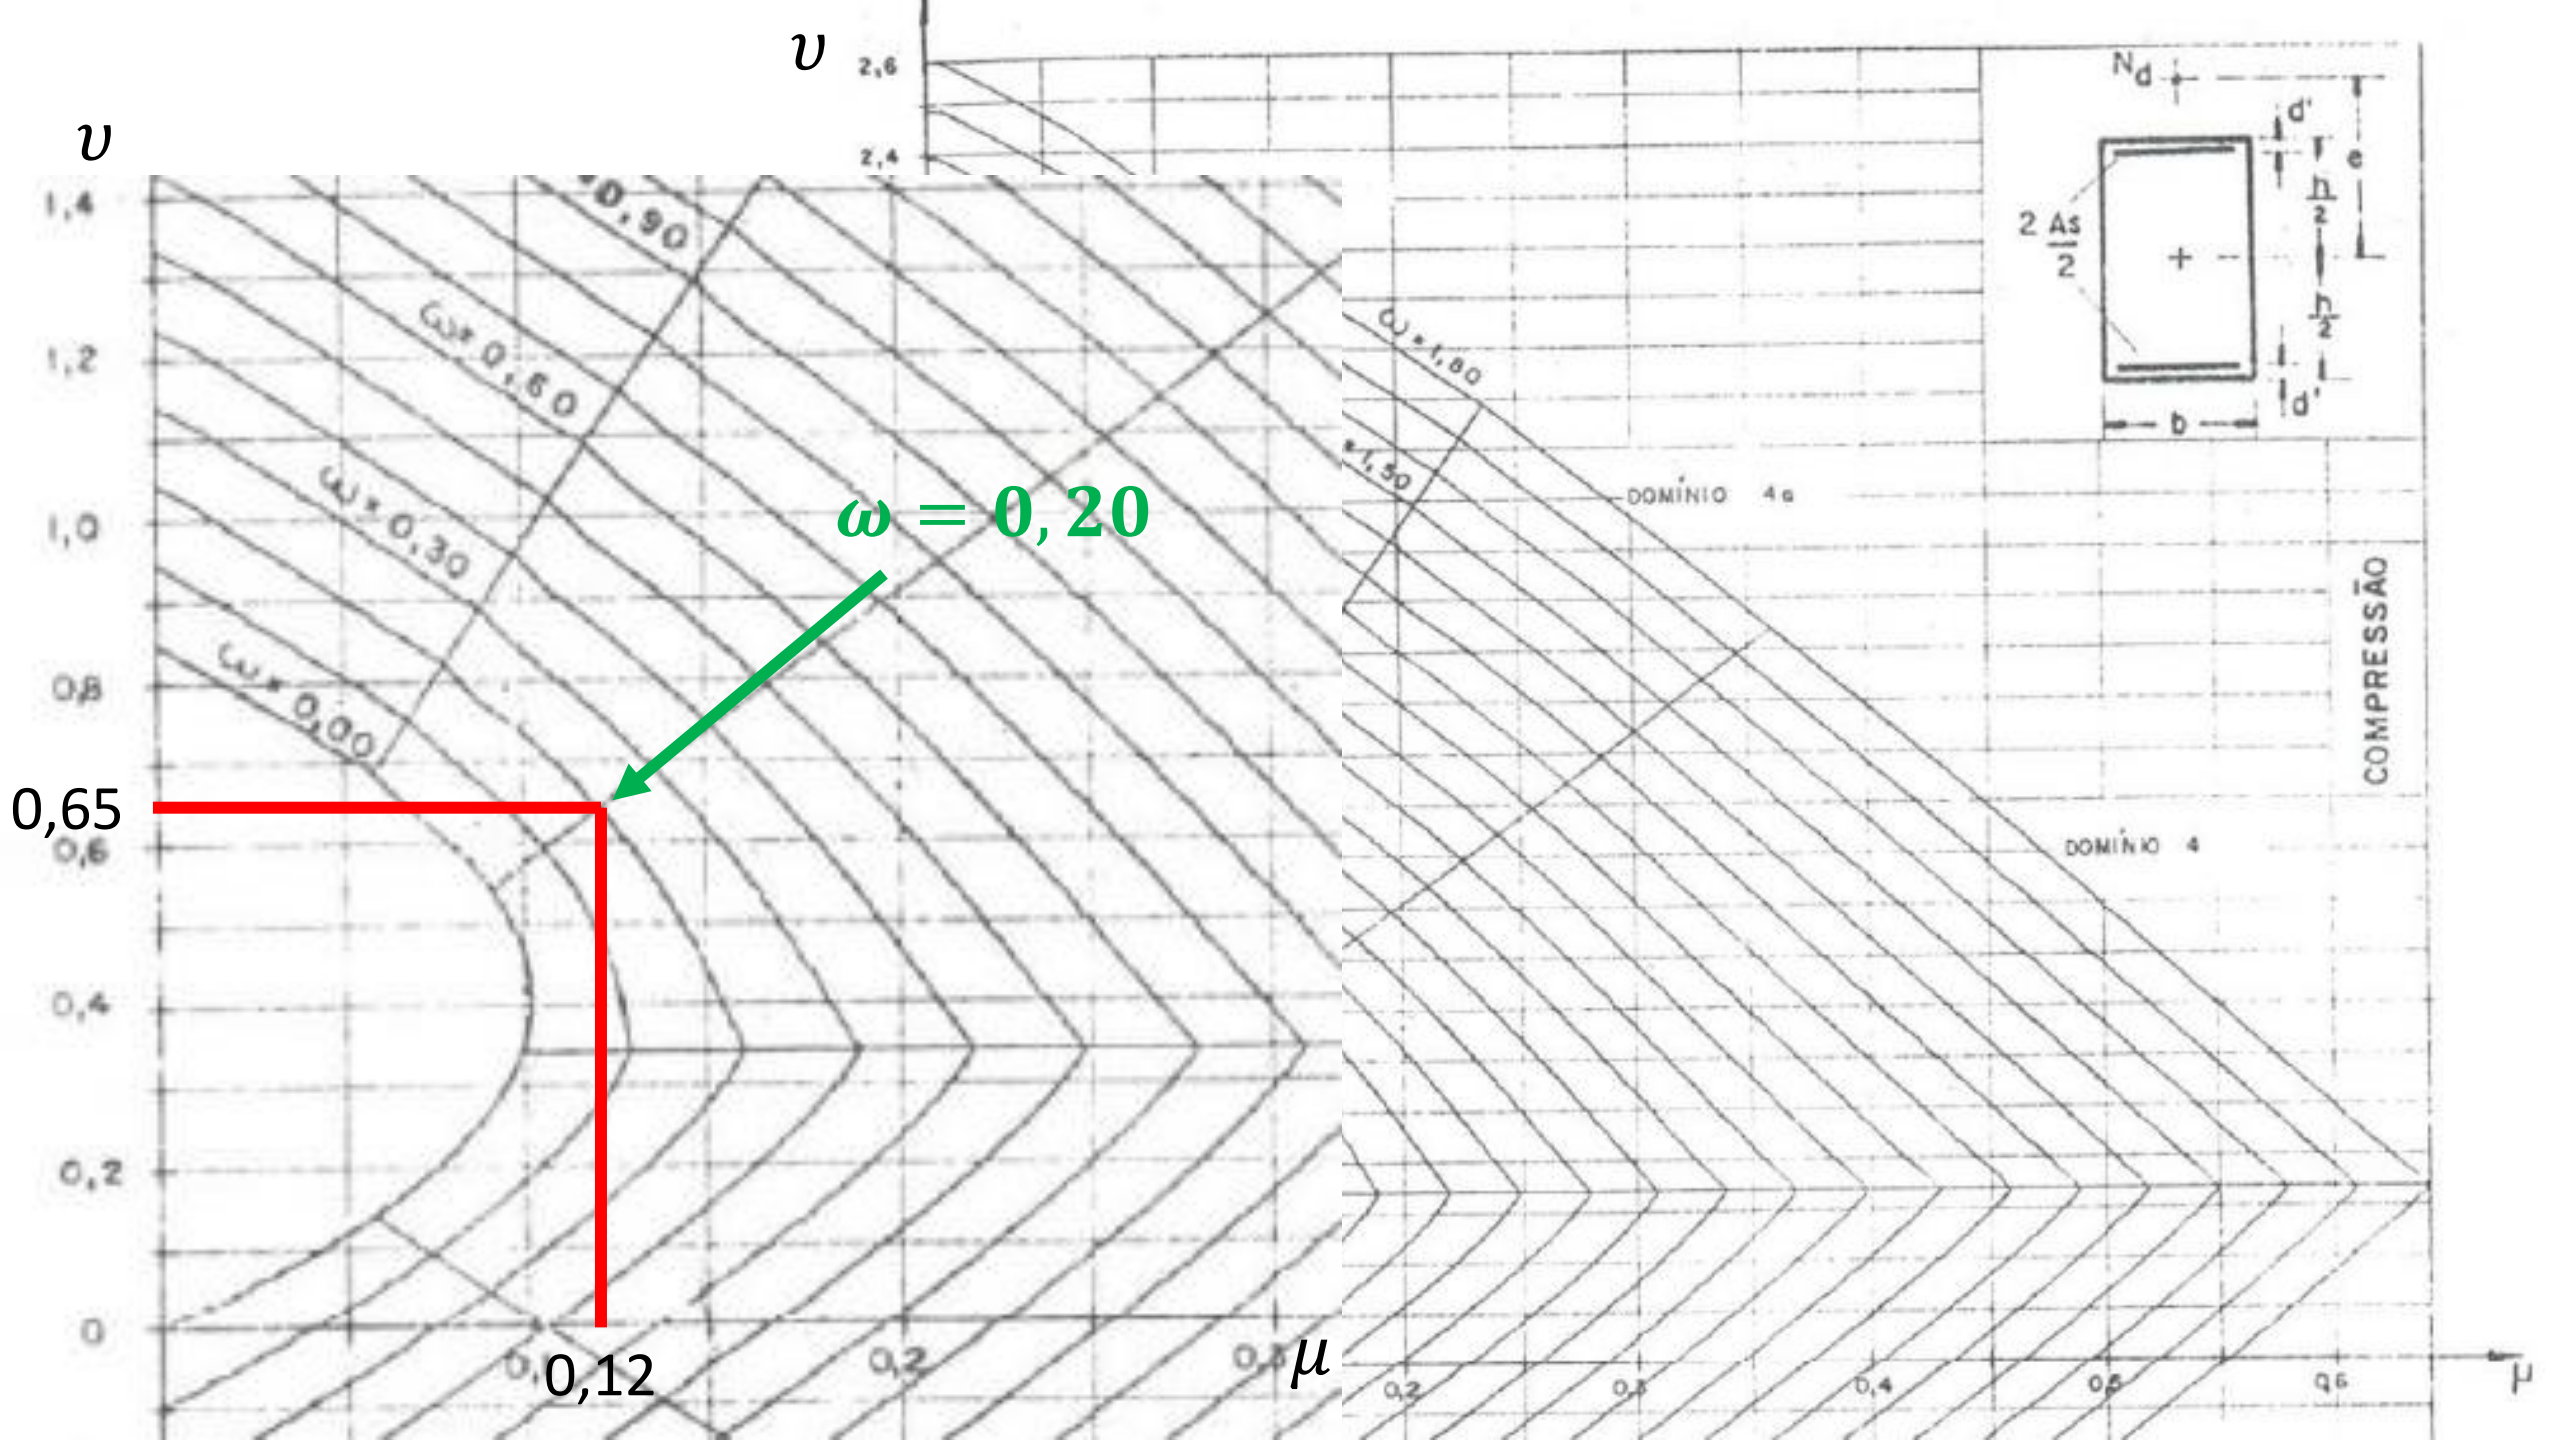 υ
2,6
2,4
υ
1,4
1,2
1,0
0,8
0,65
0,6
0,4
0,2
0
0,90
ω = 0,60
ω = 0,30
ω = 0,00
ω = 0,20
0,12
0,2
0,3
μ
ω = 1,80
= 1,50
DOMÍNIO 4a
DOMÍNIO 4
COMPRESSÃO
Nd
d'
e
h
2
2 As
2
h
2
d'
b
0,2
0,3
0,4
0,5
0,6
μ